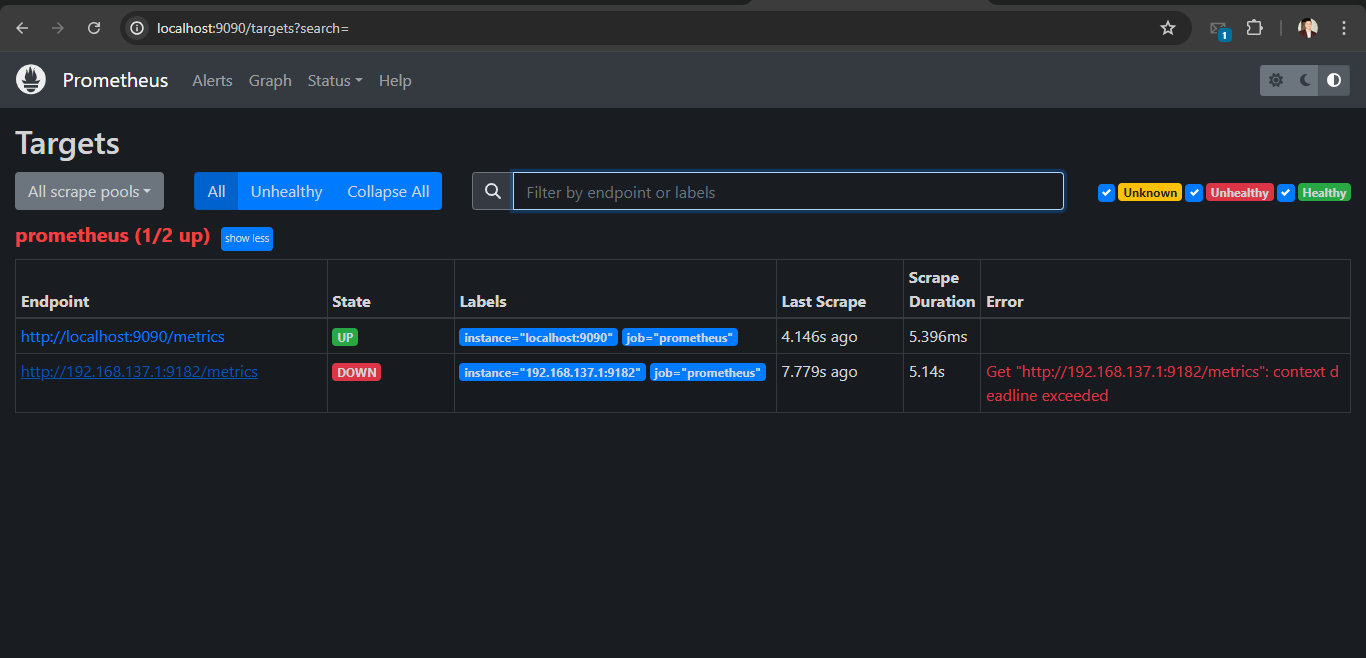 localhost:9090/targets?search=
1
Prometheus Alerts Graph Status Help
Targets
All scrape pools All Unhealthy Collapse All Filter by endpoint or labels Unknown Unhealthy Healthy
prometheus (1/2 up) show less
Endpoint State Labels Last Scrape Scrape Duration Error
http://localhost:9090/metrics UP instance="localhost:9090" job="prometheus" 4.146s ago 5.396ms
http://192.168.137.1:9182/metrics DOWN instance="192.168.137.1:9182" job="prometheus" 7.779s ago 5.14s Get "http://192.168.137.1:9182/metrics": context d
eadline exceeded